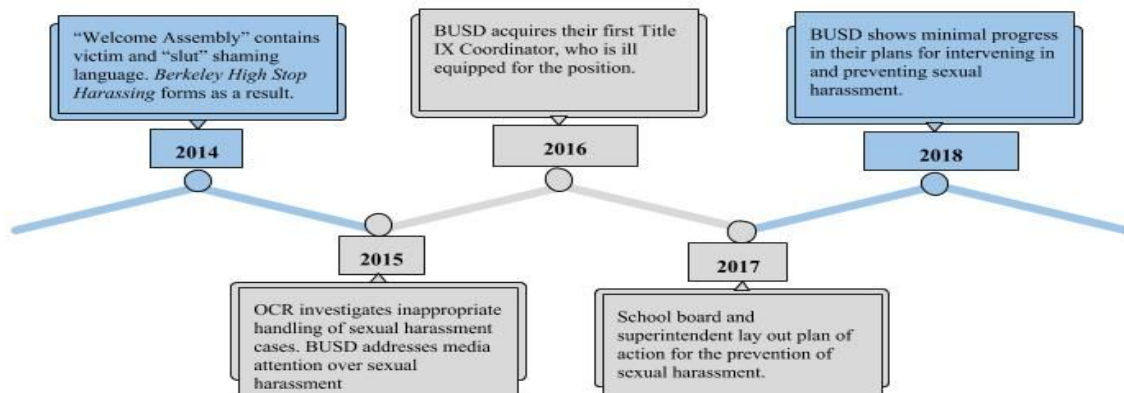 “Welcome Assembly” contains
victim and “slut” shaming
language. Berkeley High Stop
Harassing forms as a result.
2014
OCR investigates inappropriate
handling of sexual harassment
cases. BUSD addresses media
attention over sexual
harassment
2015
BUSD acquires their first Title
IX Coordinator, who is ill
equipped for the position.
2016
School board and
superintendent lay out plan of
action for the prevention of
sexual harassment.
2017
BUSD shows minimal progress
in their plans for intervening in
and preventing sexual
harassment.
2018